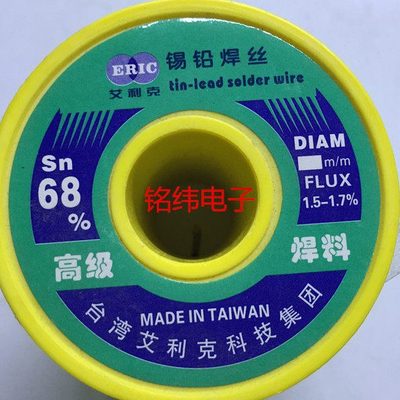 ERIC
艾利克
锡铅焊丝
tin-lead solder wire
Sn
68
%
DIAM
m/m
FLUX
1.5-1.7%
铭纬电子
高级
焊料
MADE IN TAIWAN
台湾艾利克科技集团